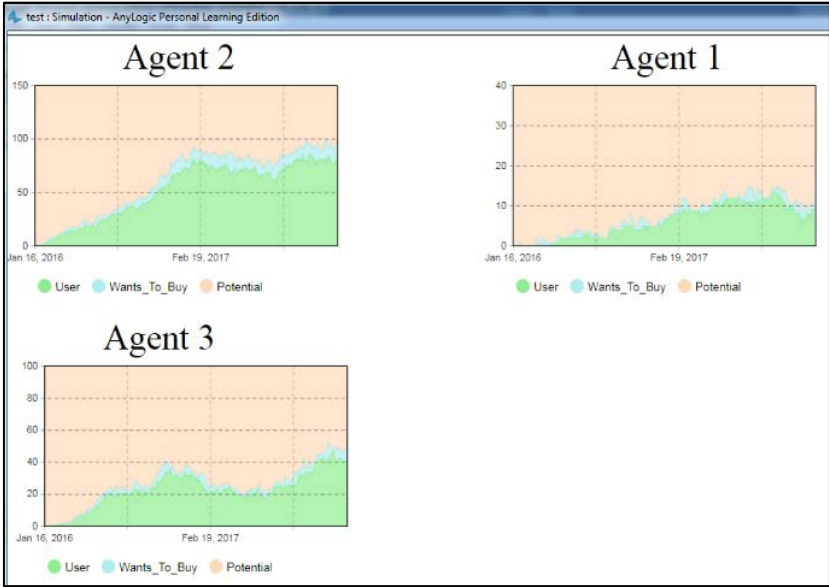 test : Simulation - AnyLogic Personal Learning Edition
Agent 2
150
100
50
0
Jan 16, 2016 Feb 19, 2017
User Wants_To_Buy Potential
Agent 1
40
30
20
10
0
Jan 16, 2016 Feb 19, 2017
User Wants_To_Buy Potential
Agent 3
100
80
60
40
20
0
Jan 16, 2016 Feb 19, 2017
User Wants_To_Buy Potential